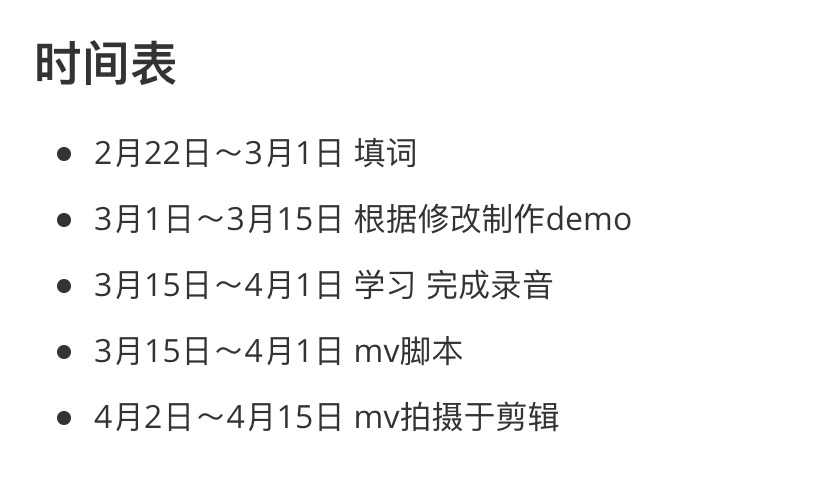 时间表
2月22日～3月1日 填词
3月1日～3月15日 根据修改制作demo
3月15日～4月1日 学习 完成录音
3月15日～4月1日 mv脚本
4月2日～4月15日 mv拍摄于剪辑